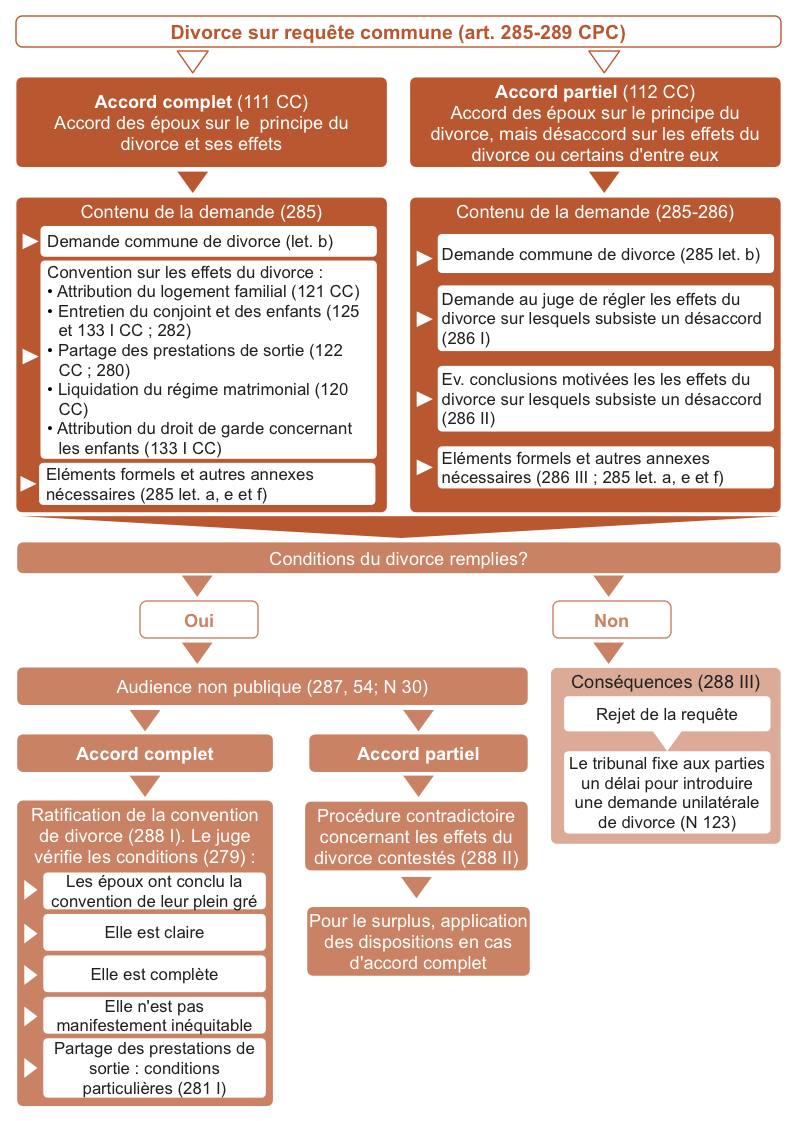 Divorce sur requête commune (art. 285-289 CPC)
Accord complet (111 CC)
Accord des époux sur le principe du
divorce et ses effets
Accord partiel (112 CC)
Accord des époux sur le principe du
divorce, mais désaccord sur les effets du
divorce ou certains d'entre eux
Contenu de la demande (285)
Demande commune de divorce (let. b)
Convention sur les effets du divorce :
• Attribution du logement familial (121 CC)
• Entretien du conjoint et des enfants (125
et 133 I CC ; 282)
• Partage des prestations de sortie (122
CC ; 280)
• Liquidation du régime matrimonial (120
CC)
• Attribution du droit de garde concernant
les enfants (133 I CC)
Eléments formels et autres annexes
nécessaires (285 let. a, e et f)
Contenu de la demande (285-286)
Demande commune de divorce (285 let. b)
Demande au juge de régler les effets du
divorce sur lesquels subsiste un désaccord
(286 I)
Ev. conclusions motivées les les effets du
divorce sur lesquels subsiste un désaccord
(286 II)
Eléments formels et autres annexes
nécessaires (286 III ; 285 let. a, e et f)
Conditions du divorce remplies?
Oui
Non
Audience non publique (287, 54; N 30)
Accord complet
Ratification de la convention
de divorce (288 I). Le juge
vérifie les conditions (279) :
Les époux ont conclu la
convention de leur plein gré
Elle est claire
Elle est complète
Elle n'est pas
manifestement inéquitable
Partage des prestations de
sortie : conditions
particulières (281 I)
Accord partiel
Procédure contradictoire
concernant les effets du
divorce contestés (288 II)
Pour le surplus, application
des dispositions en cas
d'accord complet
Conséquences (288 III)
Rejet de la requête
Le tribunal fixe aux parties
un délai pour introduire
une demande unilatérale
de divorce (N 123)